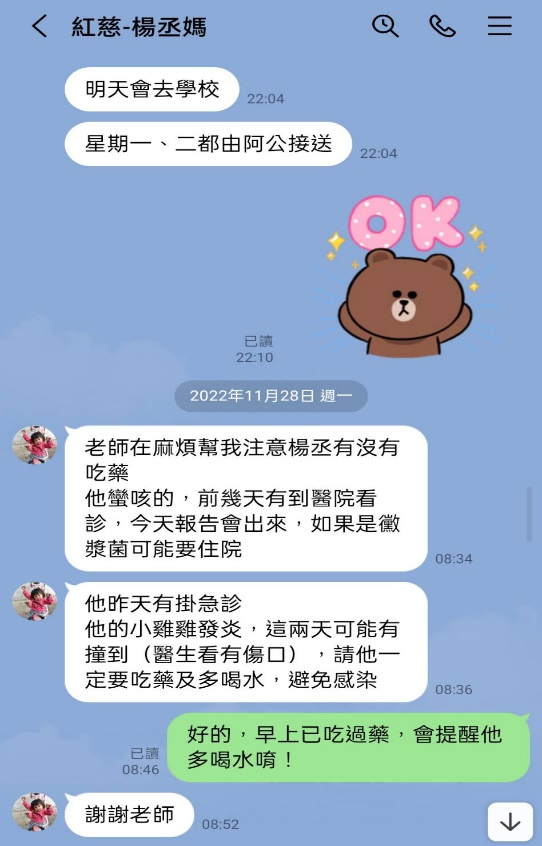 紅慈-楊丞媽
明天會去學校
22:04
星期一、二都由阿公接送
22:04
OK
已讀
22:10
2022年11月28日 週一
老師在麻煩幫我注意楊丞有沒有
吃藥
他蠻咳的，前幾天有到醫院看
診，今天報告會出來，如果是黴
漿菌可能要住院
08:34
他昨天有掛急診
他的小雞雞發炎，這兩天可能有
撞到（醫生看有傷口），請他一
定要吃藥及多喝水，避免感染
08:36
好的，早上已吃過藥，會提醒他
多喝水唷！
已讀
08:46
謝謝老師
08:52